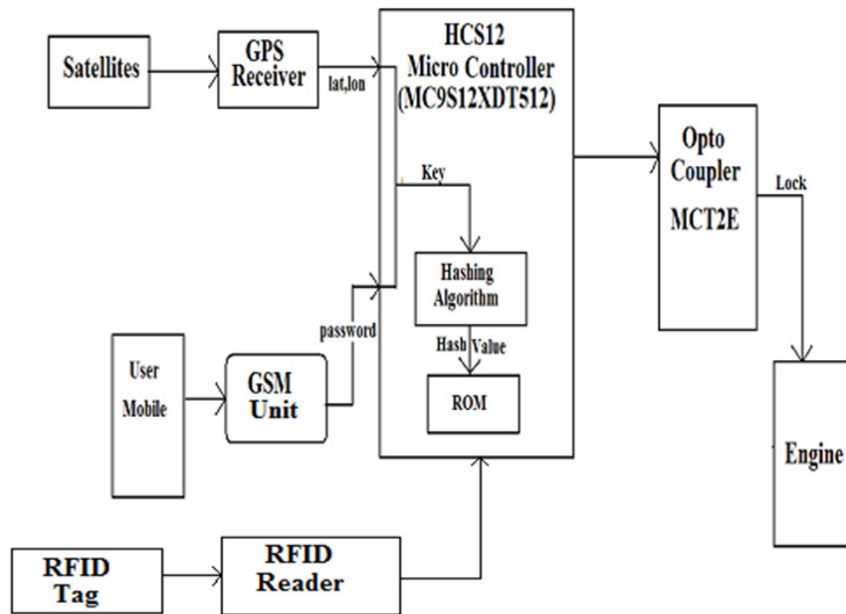 Satellites
GPS
Receiver
lat,lon
HCS12
Micro Controller
(MC9S12XDT512)
Key
Hashing
Algorithm
Hash Value
ROM
Opto
Coupler
MCT2E
Lock
Engine
User
Mobile
GSM
Unit
password
RFID
Tag
RFID
Reader